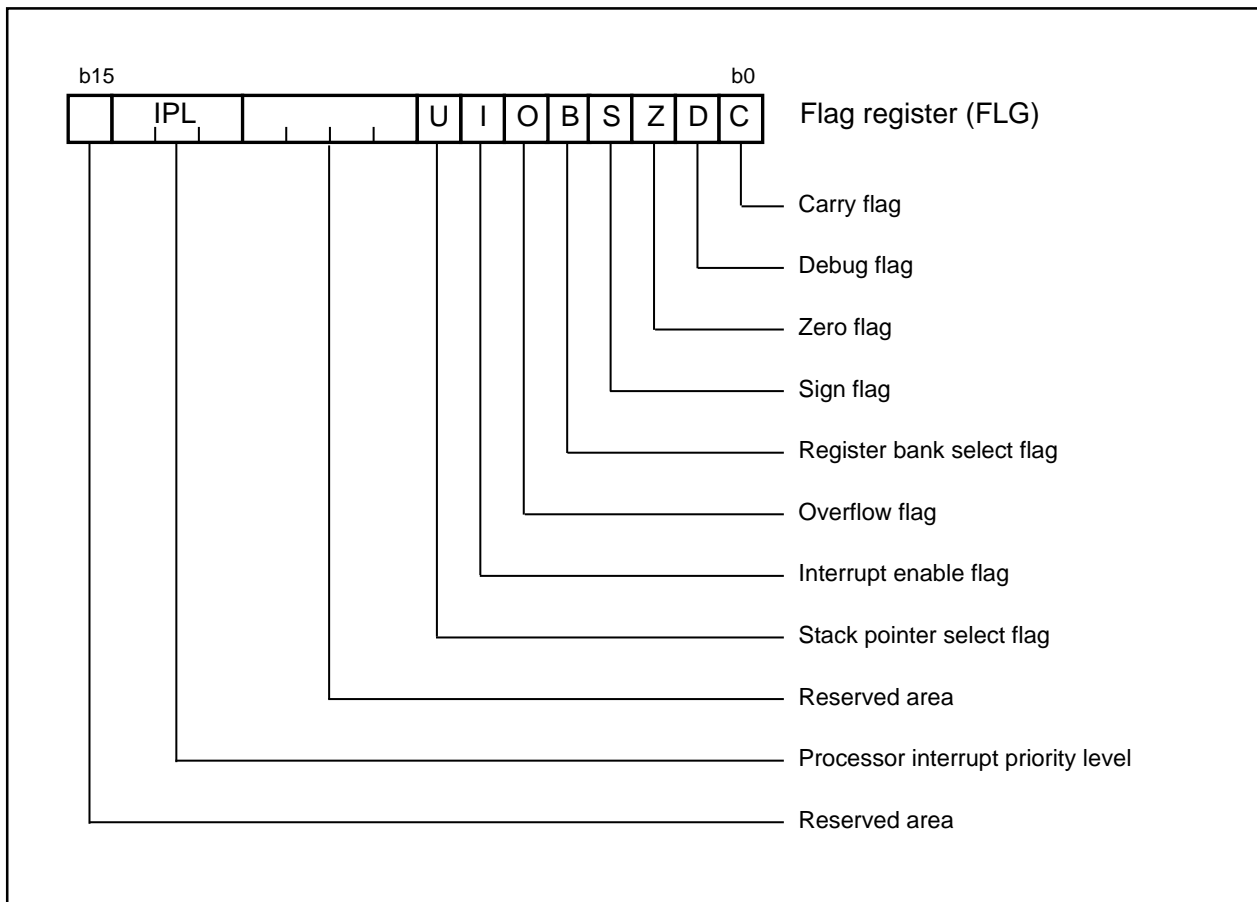 b15 b0
IPL U I O B S Z D C Flag register (FLG)
Carry flag
Debug flag
Zero flag
Sign flag
Register bank select flag
Overflow flag
Interrupt enable flag
Stack pointer select flag
Reserved area
Processor interrupt priority level
Reserved area